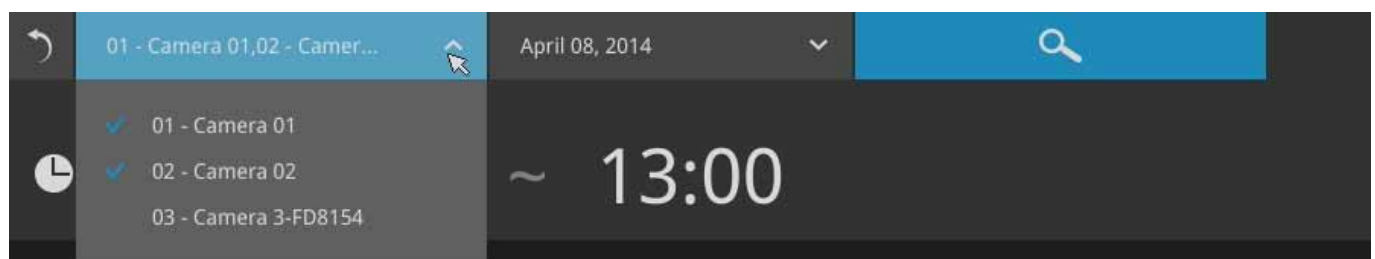 01 - Camera 01,02 - Camer...
April 08, 2014
01 - Camera 01
02 - Camera 02
~ 13:00
03 - Camera 3-FD8154